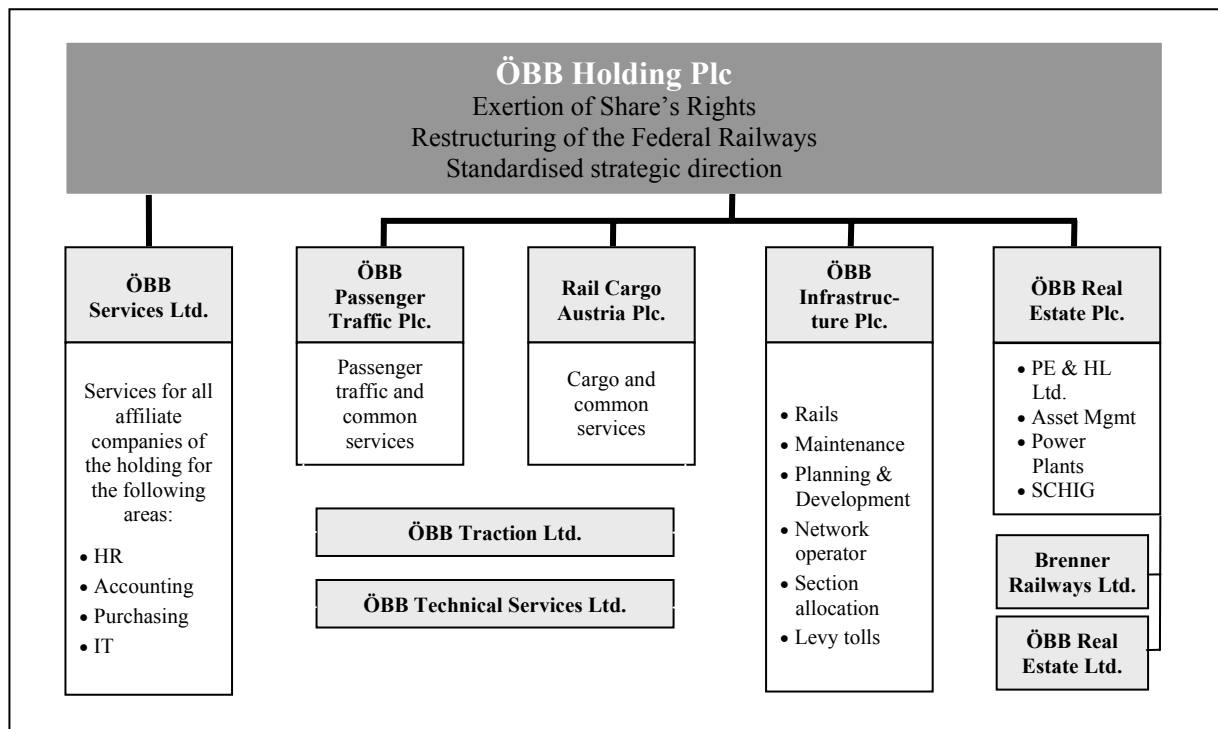 ÖBB Holding Plc
Exertion of Share’s Rights
Restructuring of the Federal Railways
Standardised strategic direction
ÖBB
Services Ltd.
Services for all
affiliate
companies of
the holding for
the following
areas:
• HR
• Accounting
• Purchasing
• IT
ÖBB
Passenger
Traffic Plc.
Passenger
traffic and
common
services
Rail Cargo
Austria Plc.
Cargo and
common
services
ÖBB Traction Ltd.
ÖBB Technical Services Ltd.
ÖBB
Infrastruc-
ture Plc.
• Rails
• Maintenance
• Planning &
Development
• Network
operator
• Section
allocation
• Levy tolls
ÖBB Real
Estate Plc.
• PE & HL
Ltd.
• Asset Mgmt
• Power
Plants
• SCHIG
Brenner
Railways Ltd.
ÖBB Real
Estate Ltd.